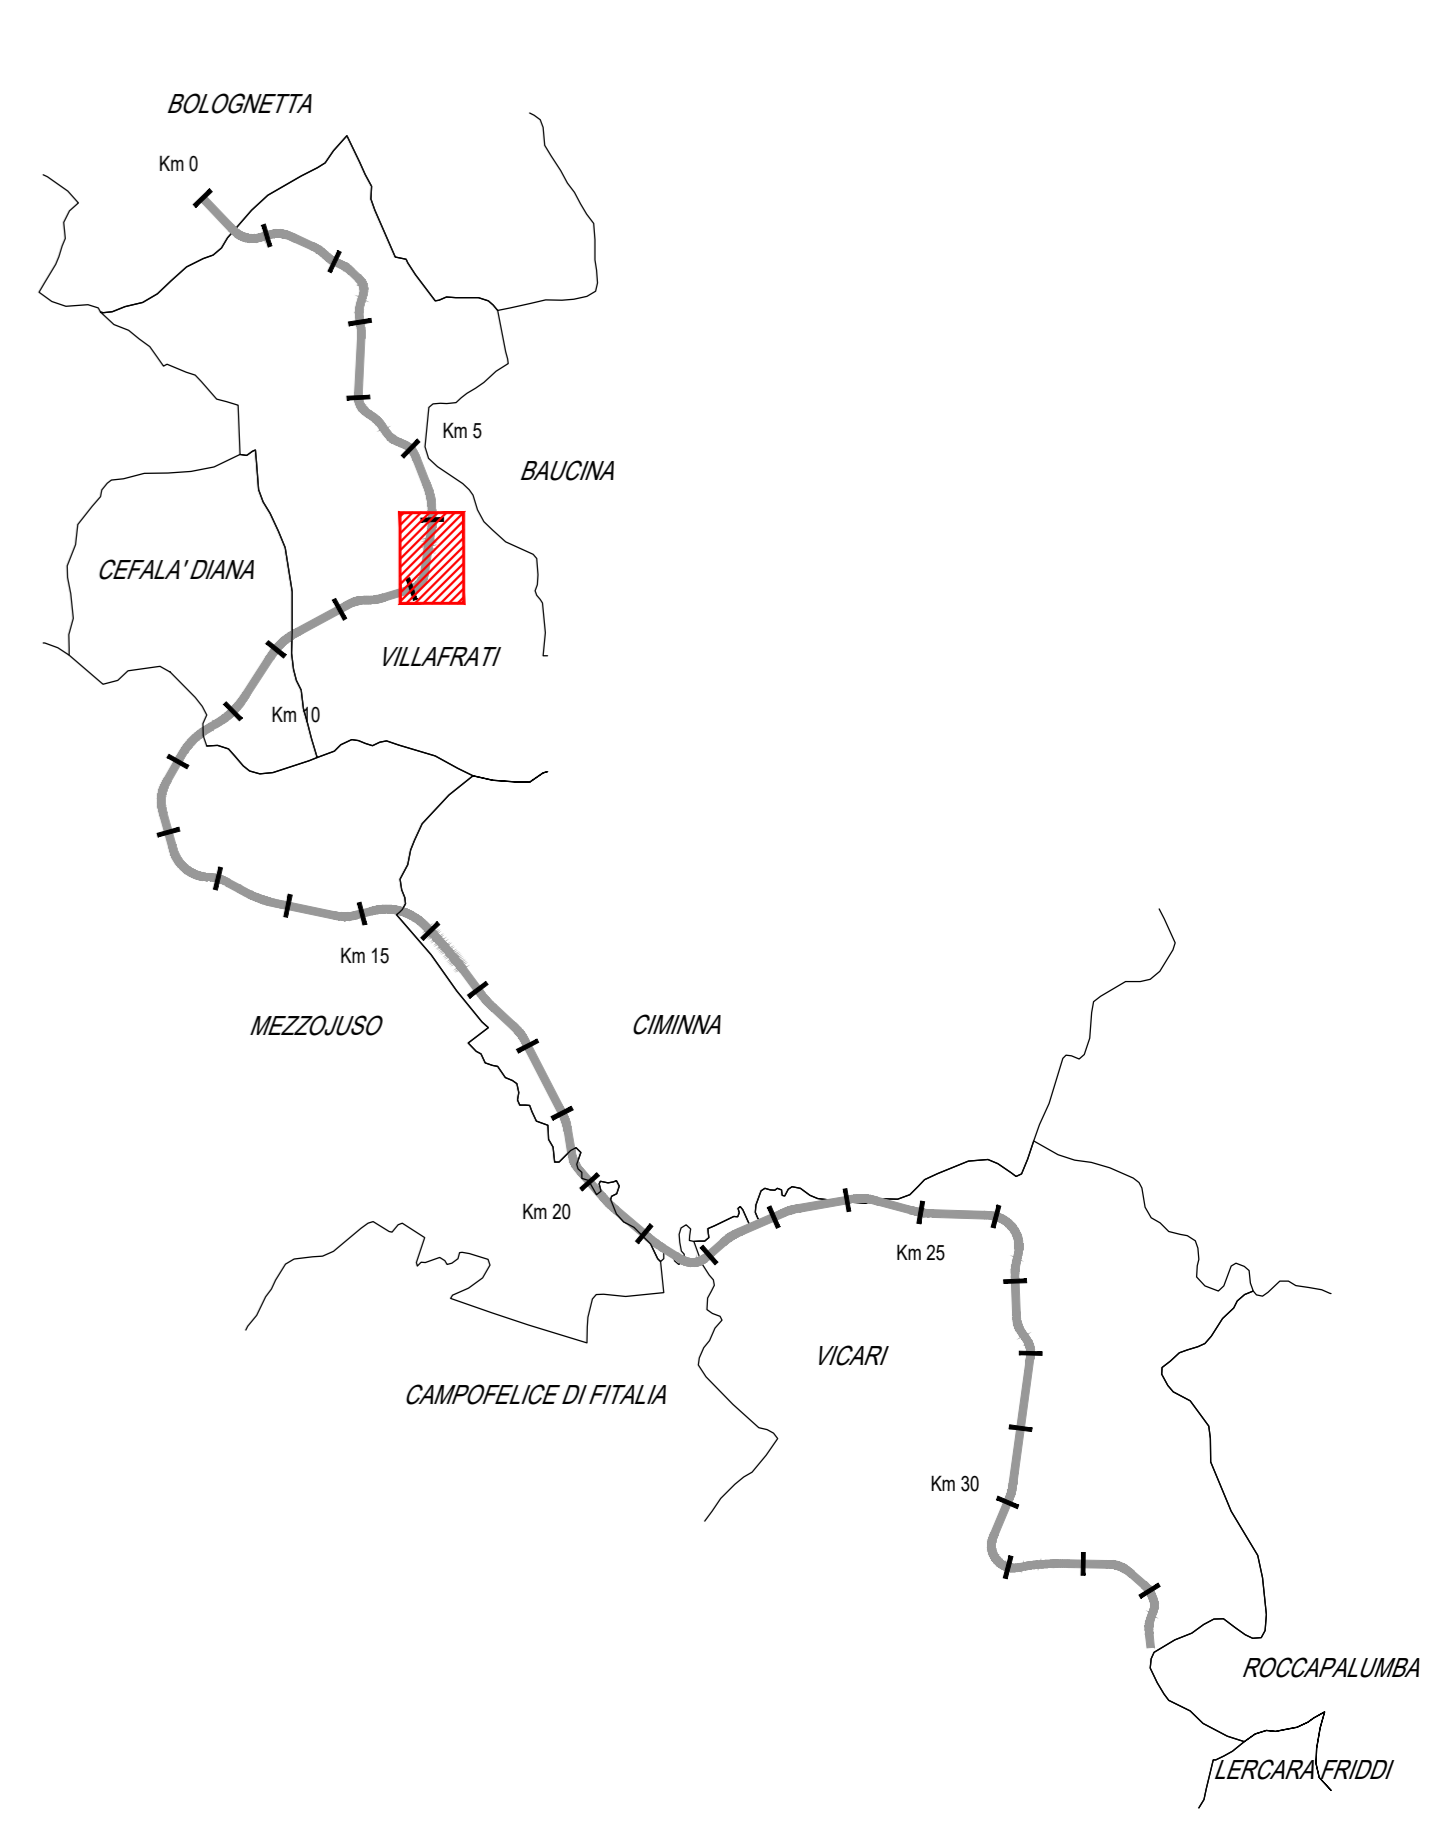 BOLOGNETTA
Km 0
Km 5
BAUCINA
CEFALA' DIANA
VILLAFRATI
Km 10
Km 15
MEZZOJUSO
CIMINNA
Km 20
Km 25
VICARI
CAMPOFELICE DI FITALIA
Km 30
ROCCAPALUMBA
LERCARA FRIDDI